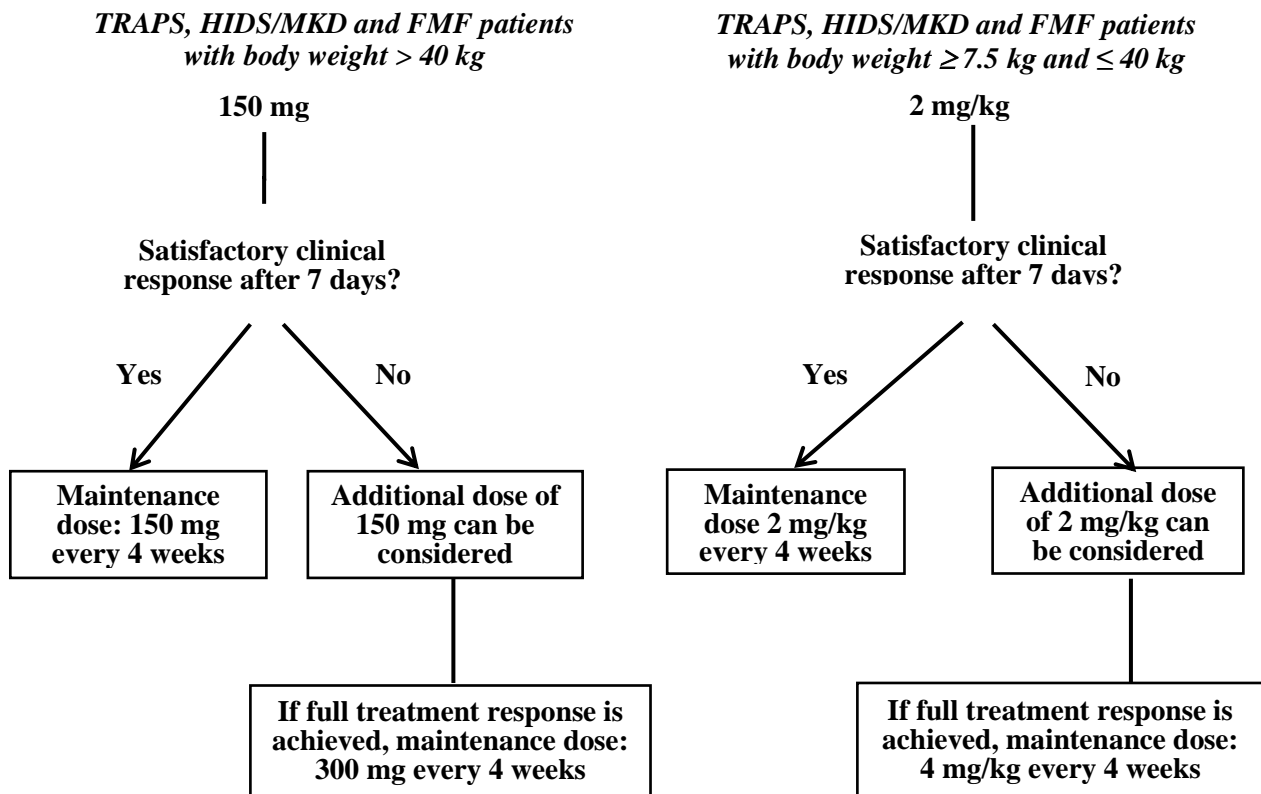 TRAPS, HIDS/MKD and FMF patients
with body weight > 40 kg
150 mg
Satisfactory clinical
response after 7 days?
Yes
No
Maintenance
dose: 150 mg
every 4 weeks
Additional dose of
150 mg can be
considered
If full treatment response is
achieved, maintenance dose:
300 mg every 4 weeks
TRAPS, HIDS/MKD and FMF patients
with body weight ≥ 7.5 kg and ≤ 40 kg
2 mg/kg
Satisfactory clinical
response after 7 days?
Yes
No
Maintenance
dose 2 mg/kg
every 4 weeks
Additional dose
of 2 mg/kg can
be considered
If full treatment response is
achieved, maintenance dose:
4 mg/kg every 4 weeks